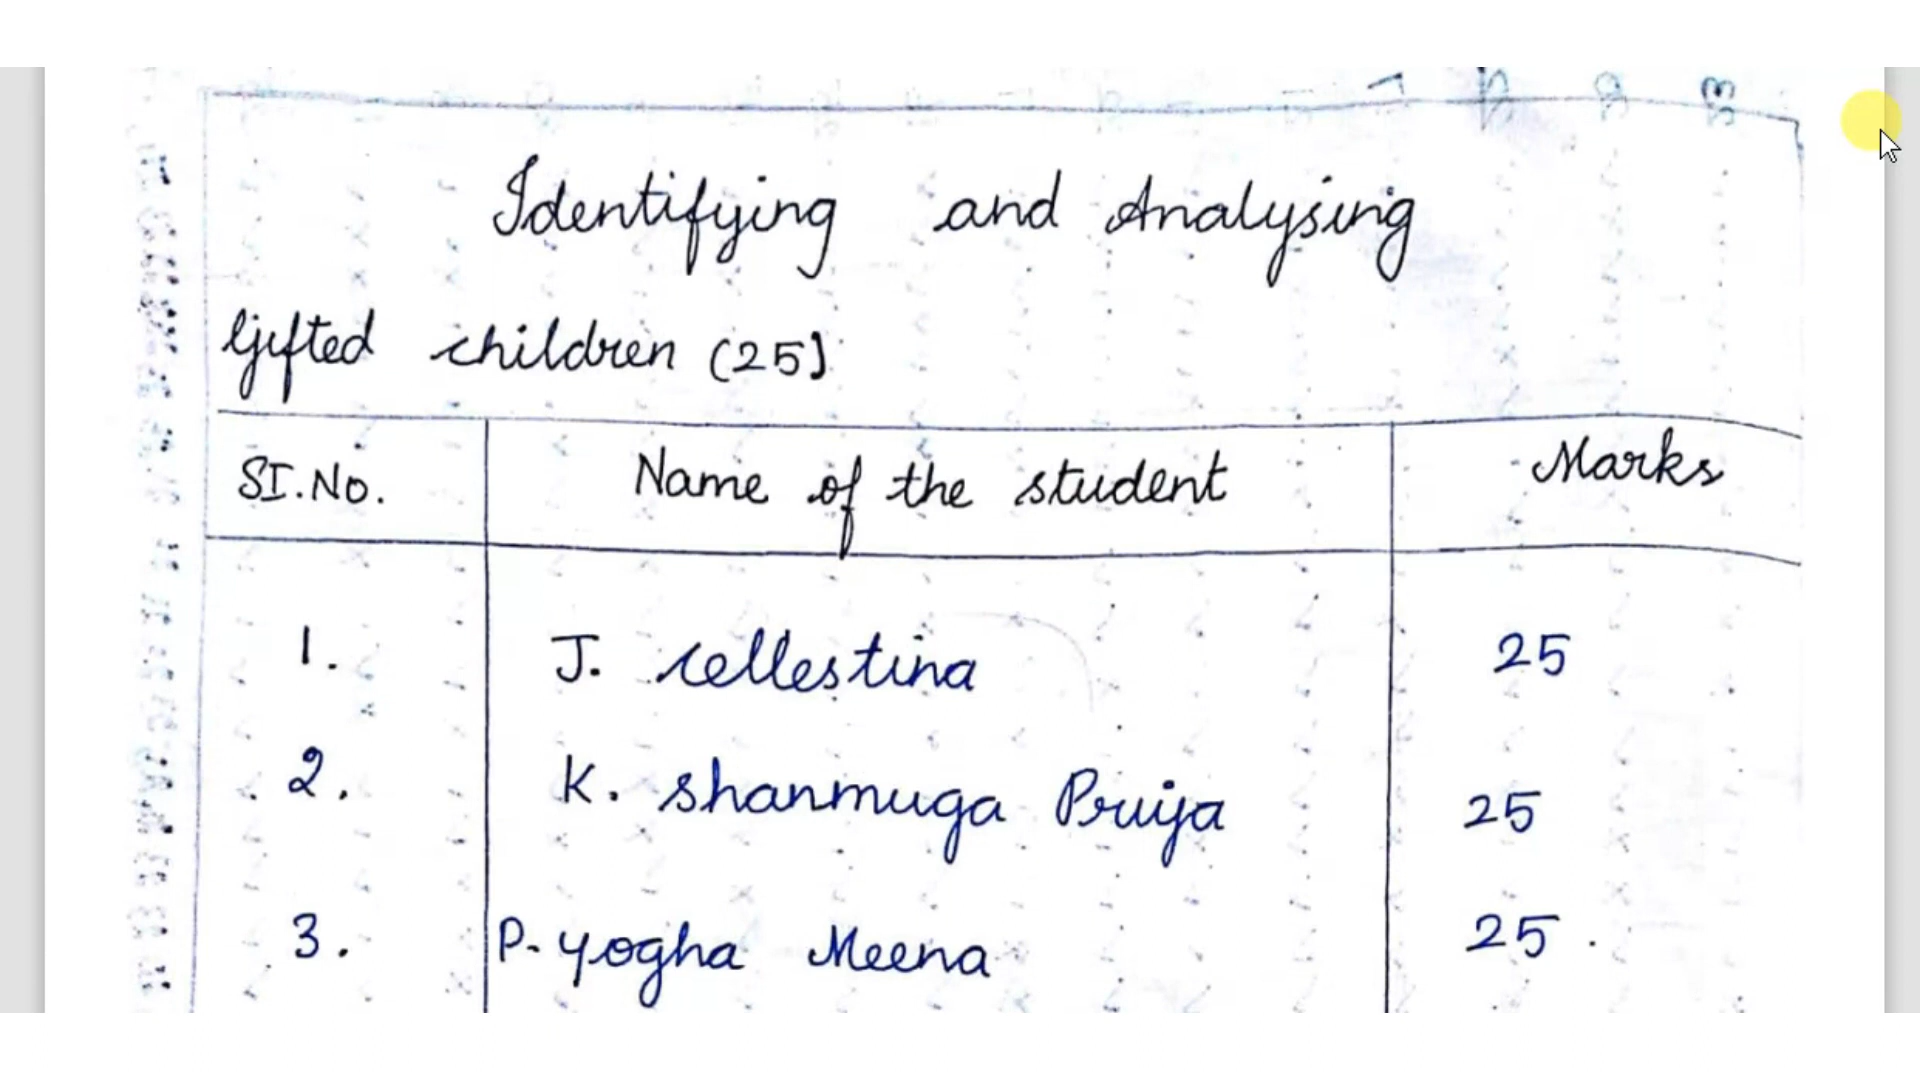 Identifying and Analysing
Gifted children (25)
SI.No. Name of the student Marks
1. J. cellestina 25
2. K. shanmuga Priya 25
3. P. yogha Meena 25.